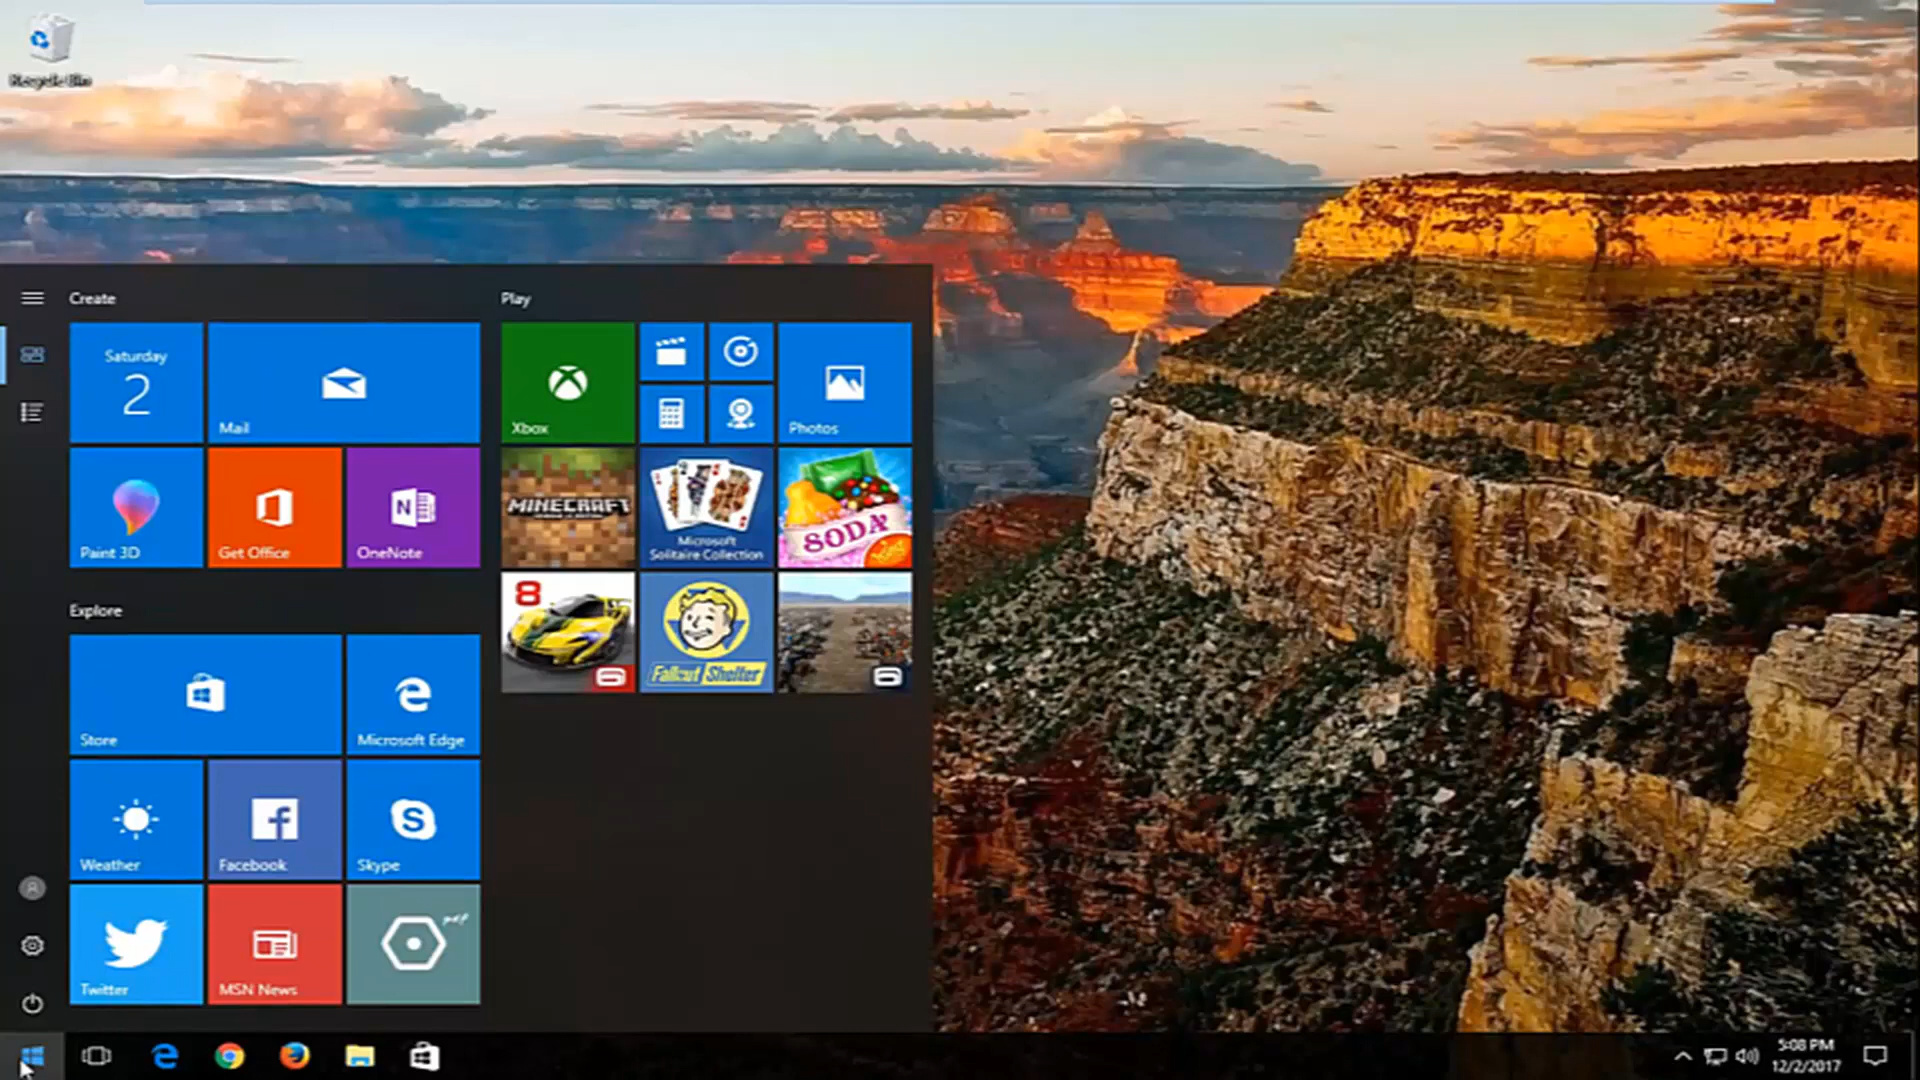 Recycle Bin
Create
Play
Saturday
2
Mail
Xbox
Photos
Paint 3D
Get Office
OneNote
MINECRAFT
Microsoft
Solitaire Collection
SODA
Explore
8
Fallout Shelter
Store
Microsoft Edge
Weather
Facebook
Skype
Twitter
MSN News
5:08 PM
12/2/2017